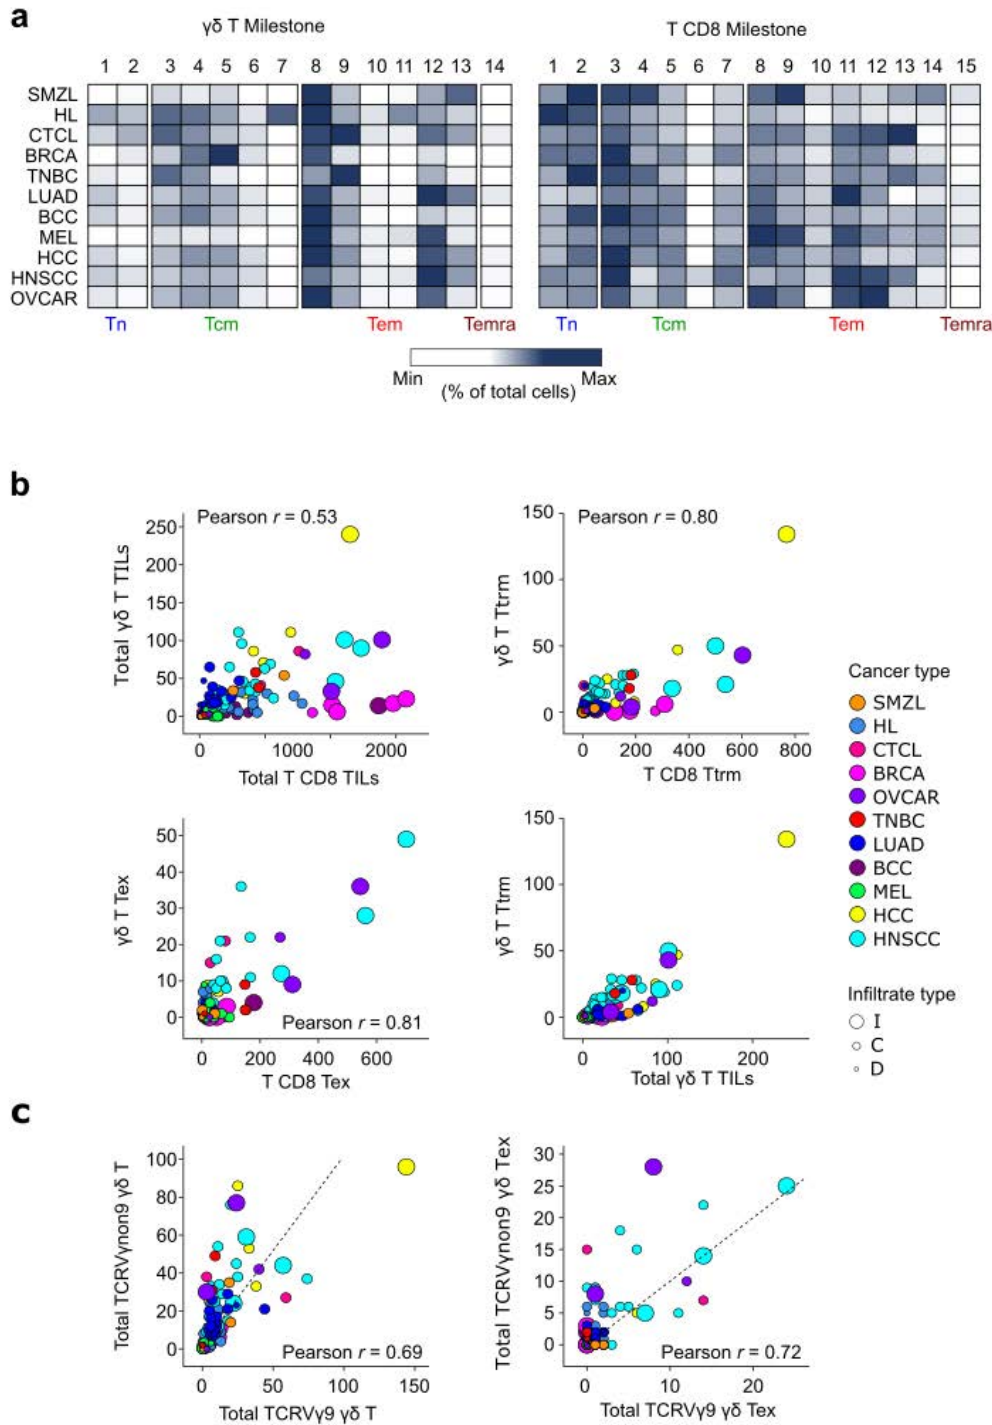 a
γδ T Milestone
T CD8 Milestone
1 2 3 4 5 6 7 8 9 10 11 12 13 14
1 2 3 4 5 6 7 8 9 10 11 12 13 14 15
SMZL
HL
CTCL
BRCA
TNBC
LUAD
BCC
MEL
HCC
HNSCC
OVCAR
Tn Tcm Tem Temra
Tn Tcm Tem Temra
Min Max
(% of total cells)
b
Pearson r = 0.53
Total γδ T TILs
250
200
150
100
50
0
0 1000 2000
Total T CD8 TILs
Pearson r = 0.80
γδ T Ttrm
150
100
50
0
0 200 400 600 800
T CD8 Ttrm
γδ T Tex
50
40
30
20
10
0
Pearson r = 0.81
0 200 400 600
T CD8 Tex
γδ T Ttrm
150
100
50
0
0 100 200
Total γδ T TILs
Cancer type
SMZL
HL
CTCL
BRCA
OVCAR
TNBC
LUAD
BCC
MEL
HCC
HNSCC
Infiltrate type
I
C
D
c
Total TCRVγnon9 γδ T
100
80
60
40
20
0
Pearson r = 0.69
0 50 100 150
Total TCRVγ9 γδ T
Total TCRVγnon9 γδ Tex
30
25
20
15
10
5
0
Pearson r = 0.72
0 10 20
Total TCRVγ9 γδ Tex